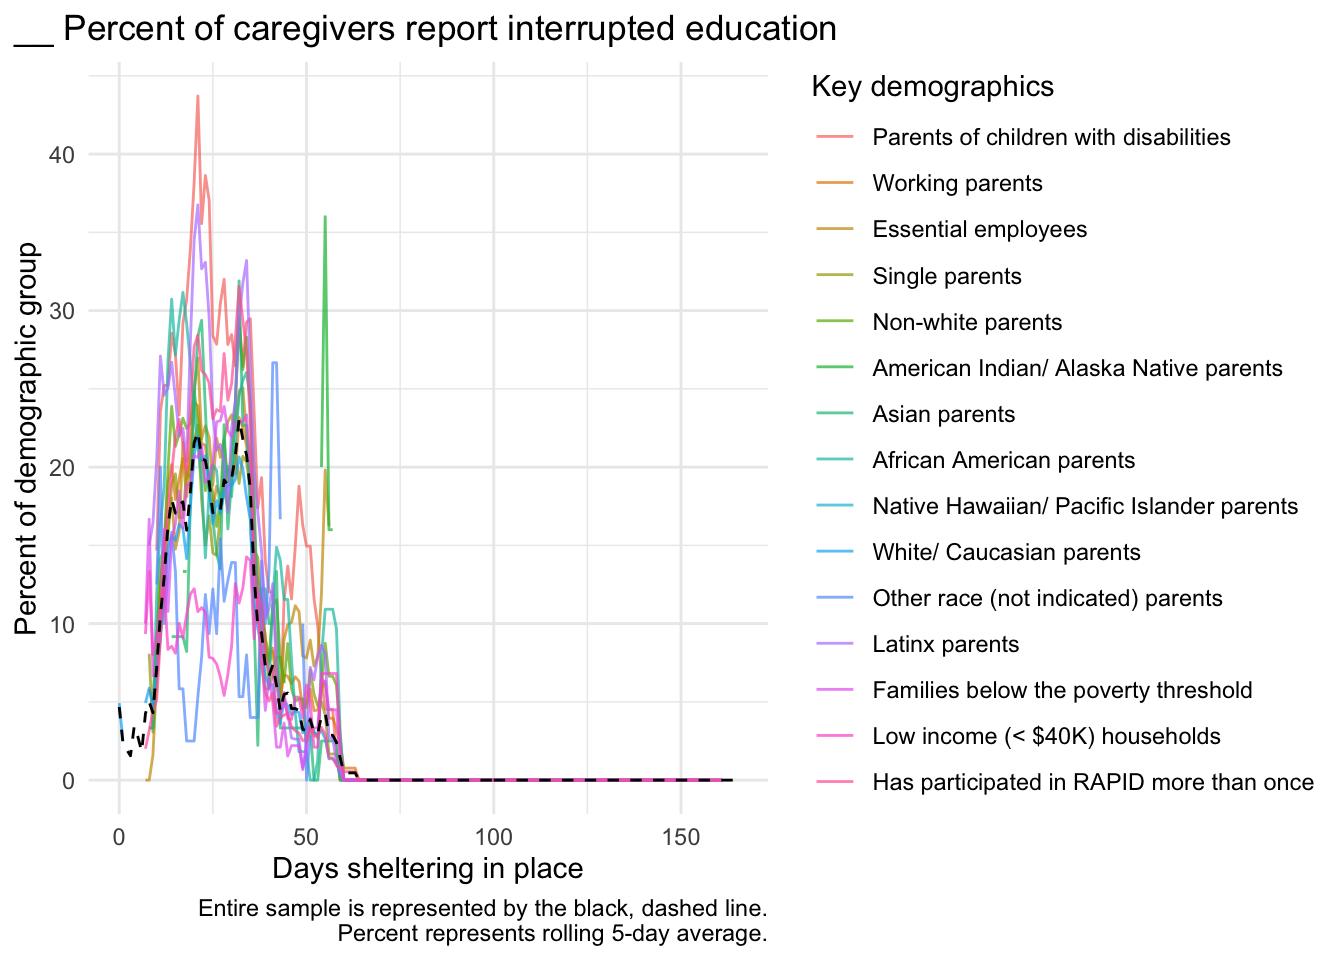 __ Percent of caregivers report interrupted education
Percent of demographic group
40
30
20
10
0
0
50
100
150
Days sheltering in place
Key demographics
Parents of children with disabilities
Working parents
Essential employees
Single parents
Non-white parents
American Indian/ Alaska Native parents
Asian parents
African American parents
Native Hawaiian/ Pacific Islander parents
White/ Caucasian parents
Other race (not indicated) parents
Latinx parents
Families below the poverty threshold
Low income (< $40K) households
Has participated in RAPID more than once
Entire sample is represented by the black, dashed line.
Percent represents rolling 5-day average.